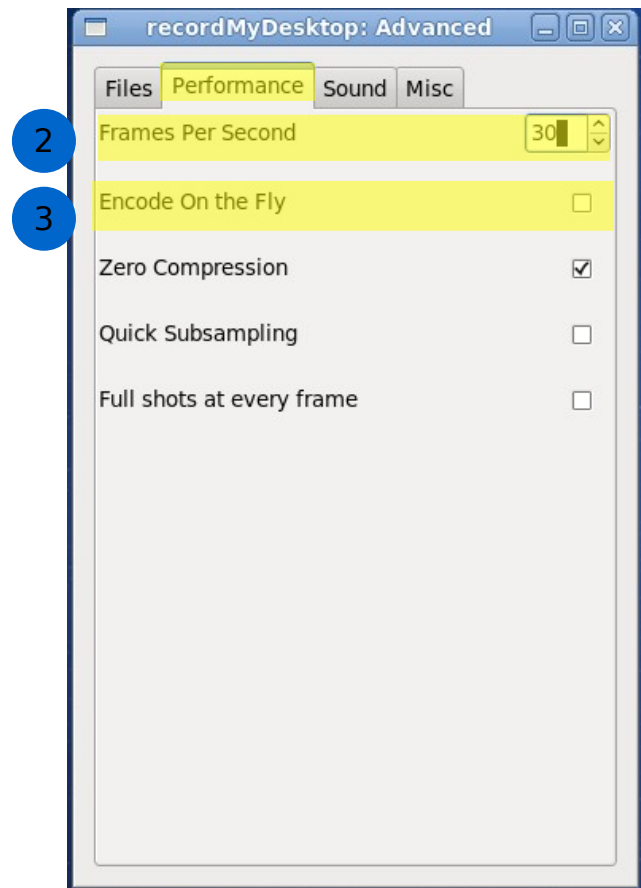 recordMyDesktop: Advanced
Files Performance Sound Misc
2 Frames Per Second 30
3 Encode On the Fly
Zero Compression
Quick Subsampling
Full shots at every frame